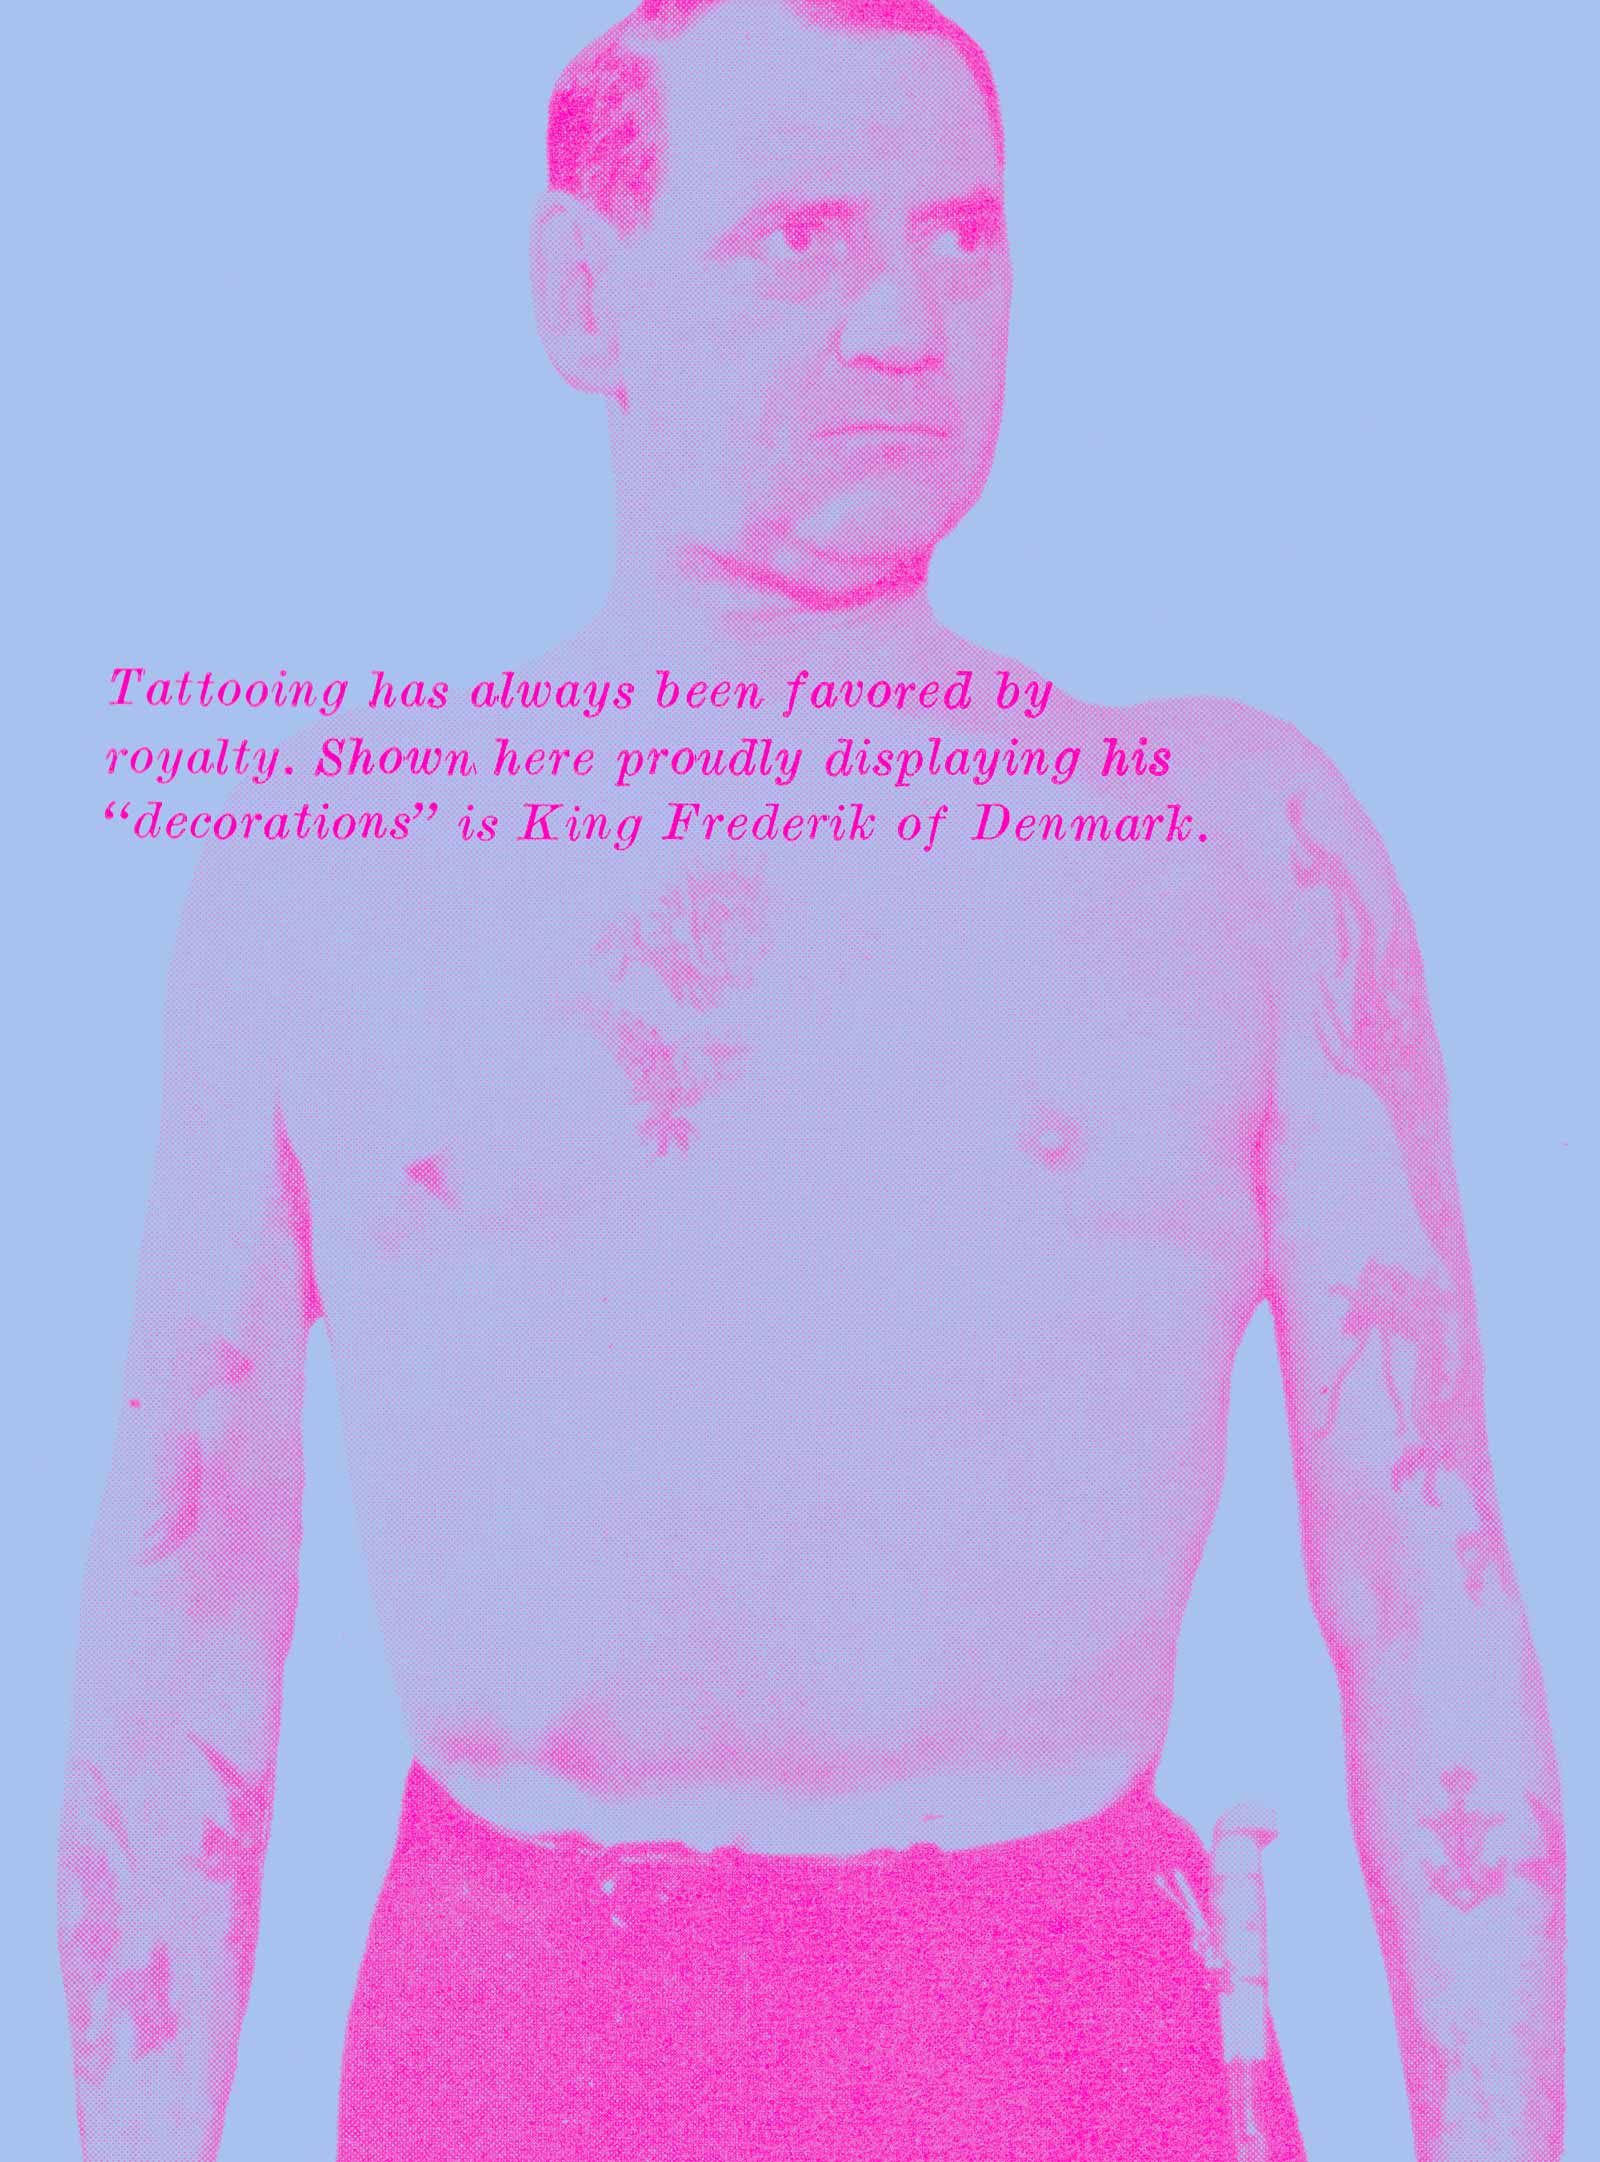 Tattooing has always been favored by
royalty. Shown here proudly displaying his
“decorations” is King Frederik of Denmark.